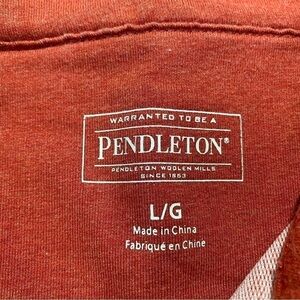 WARRANTED TO BE A
PENDLETON®
PENDLETON WOOLEN MILLS
SINCE 1863
L/G
Made in China
Fabriqué en Chine